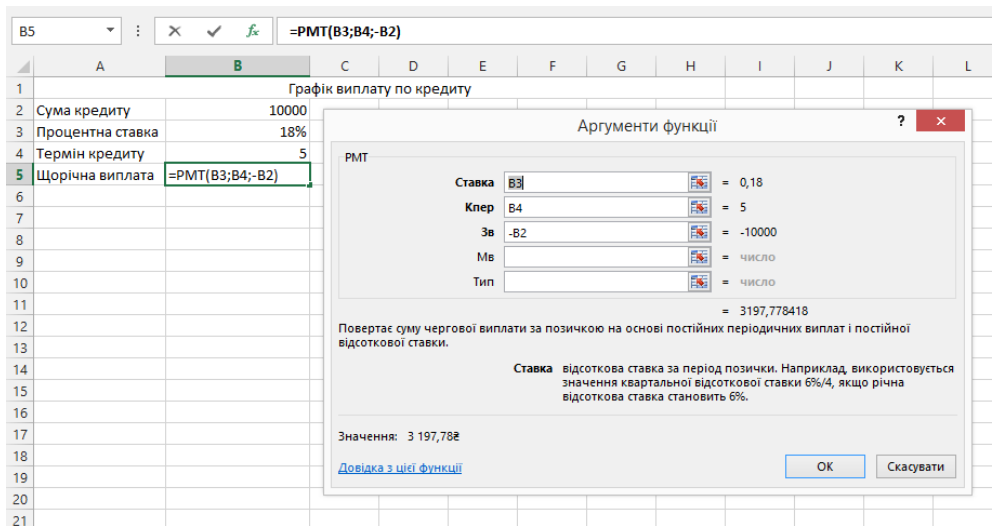 B5 fx =PMT(B3;B4;-B2)
A B C D E F G H I J K L
1 Графік виплату по кредиту
2 Сума кредиту 10000
3 Процентна ставка 18%
4 Термін кредиту 5
5 Щорічна виплата =PMT(B3;B4;-B2)
6
7
8
9
10
11
12
13
14
15
16
17
18
19
20
21
Аргументи функції ? ×
PMT
Ставка B3 = 0,18
Кпер B4 = 5
Зв -B2 = -10000
Мв = число
Тип = число
= 3197,778418
Повертає суму чергової виплати за позичкою на основі постійних періодичних виплат і постійної
відсоткової ставки.
Ставка відсоткова ставка за період позички. Наприклад, використовується
значення квартальної відсоткової ставки 6%/4, якщо річна
відсоткова ставка становить 6%.
Значення: 3 197,78₴
Довідка з цієї функції
ОК Скасувати